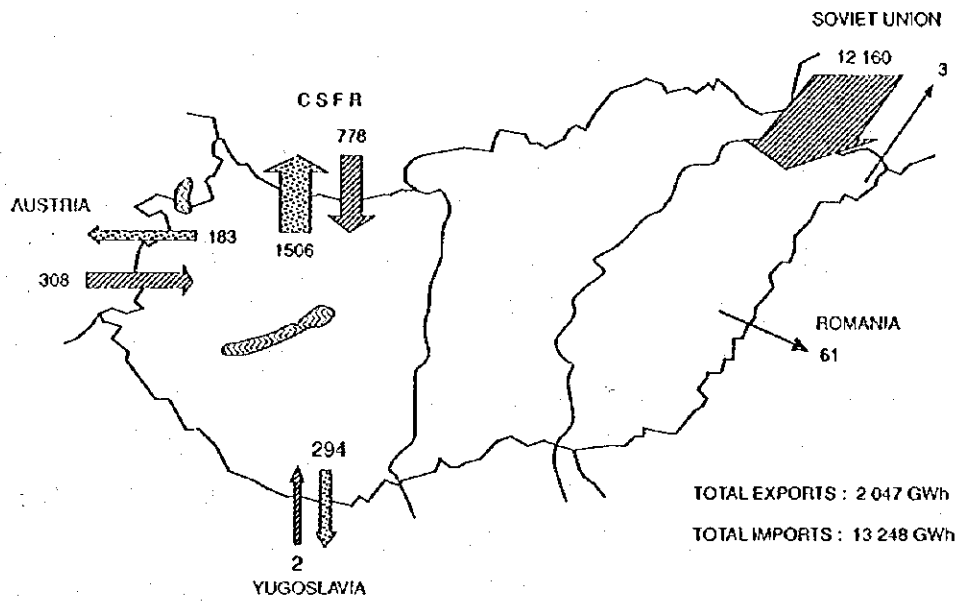 SOVIET UNION
12 160
3
C S F R
778
AUSTRIA
183
1506
308
ROMANIA
61
294
TOTAL EXPORTS : 2 047 GWh
TOTAL IMPORTS : 13 248 GWh
2
YUGOSLAVIA